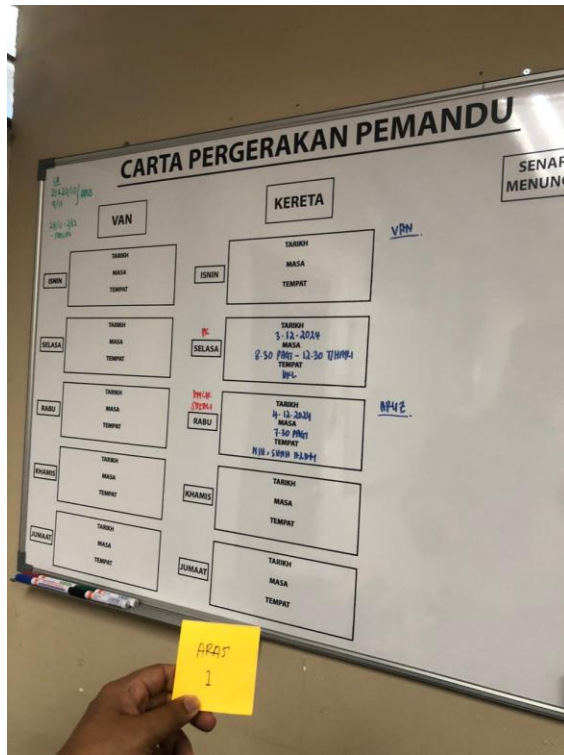 CARTA PERGERAKAN PEMANDU
VAN
ISNIN
TARIKH
MASA
TEMPAT
SELASA
TARIKH
MASA
TEMPAT
RABU
TARIKH
MASA
TEMPAT
KHAMIS
TARIKH
MASA
TEMPAT
JUMAAT
TARIKH
MASA
TEMPAT
KERETA
ISNIN
TARIKH
MASA
TEMPAT
SELASA
TARIKH
3-12-2024
MASA
8.30 PAGI - 12.30 T/HARI
TEMPAT
RABU
TARIKH
4-12-2024
MASA
7.30 PAGI
TEMPAT
KHAMIS
TARIKH
MASA
TEMPAT
JUMAAT
TARIKH
MASA
TEMPAT
VAN.
SENAR
MENUNG
ARAS
1